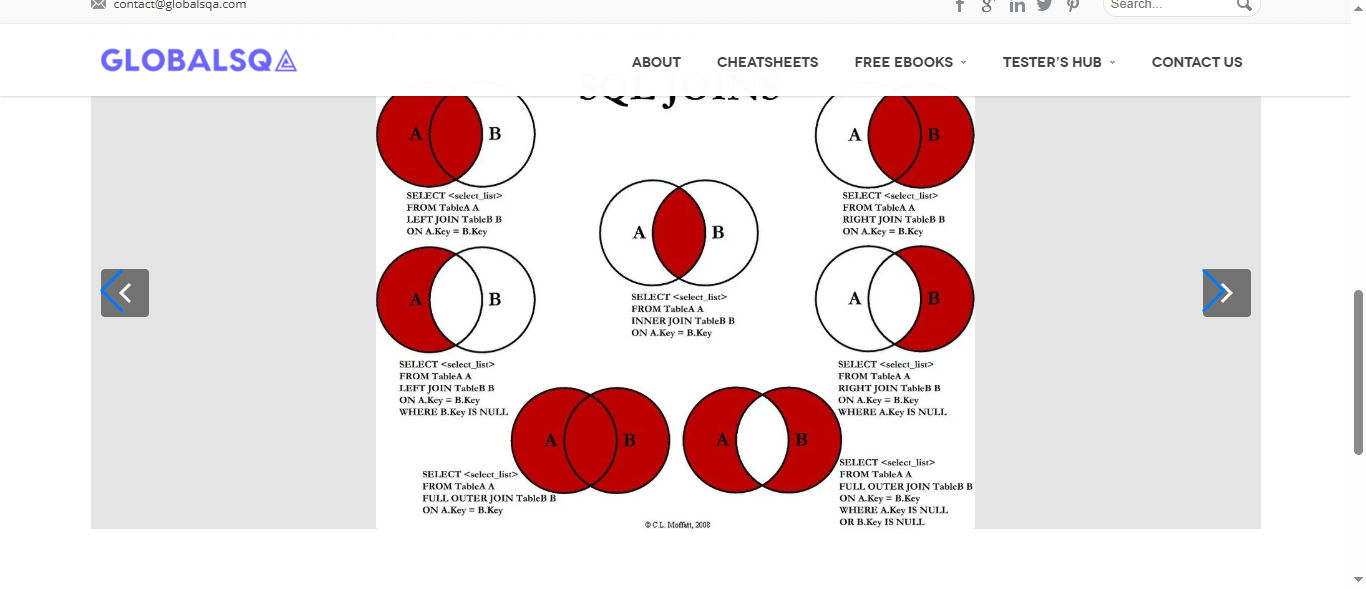 contact@globalsqa.com
Search...
GLOBALSQA
ABOUT
CHEATSHEETS
FREE EBOOKS
TESTER'S HUB
CONTACT US
SQL JOINS
A
B
SELECT <select_list>
FROM TableA A
LEFT JOIN TableB B
ON A.Key = B.Key
A
B
SELECT <select_list>
FROM TableA A
RIGHT JOIN TableB B
ON A.Key = B.Key
A
B
SELECT <select_list>
FROM TableA A
INNER JOIN TableB B
ON A.Key = B.Key
A
B
SELECT <select_list>
FROM TableA A
LEFT JOIN TableB B
ON A.Key = B.Key
WHERE B.Key IS NULL
A
B
SELECT <select_list>
FROM TableA A
RIGHT JOIN TableB B
ON A.Key = B.Key
WHERE A.Key IS NULL
A
B
SELECT <select_list>
FROM TableA A
FULL OUTER JOIN TableB B
ON A.Key = B.Key
A
B
SELECT <select_list>
FROM TableA A
FULL OUTER JOIN TableB B
ON A.Key = B.Key
WHERE A.Key IS NULL
OR B.Key IS NULL
© C.L. Moffatt, 2008